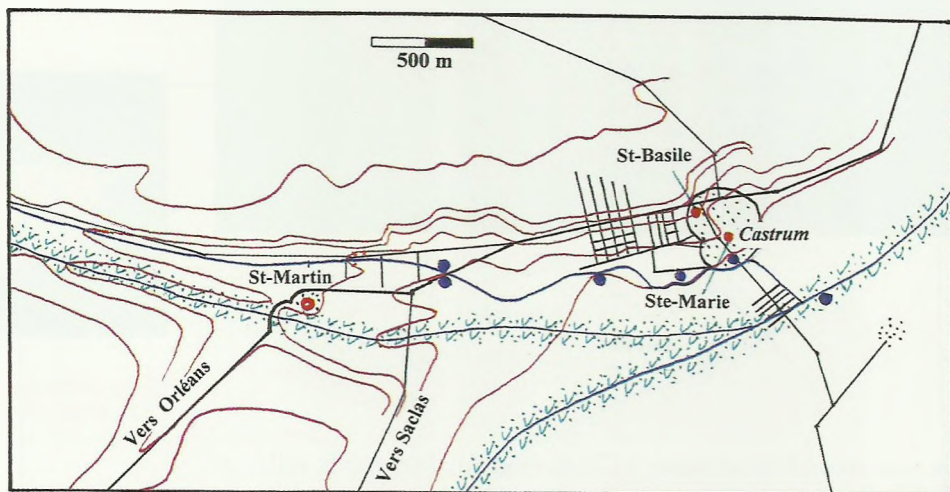 500 m
St-Basile
Castrum
St-Martin
Ste-Marie
Vers Orléans
Vers Saclas